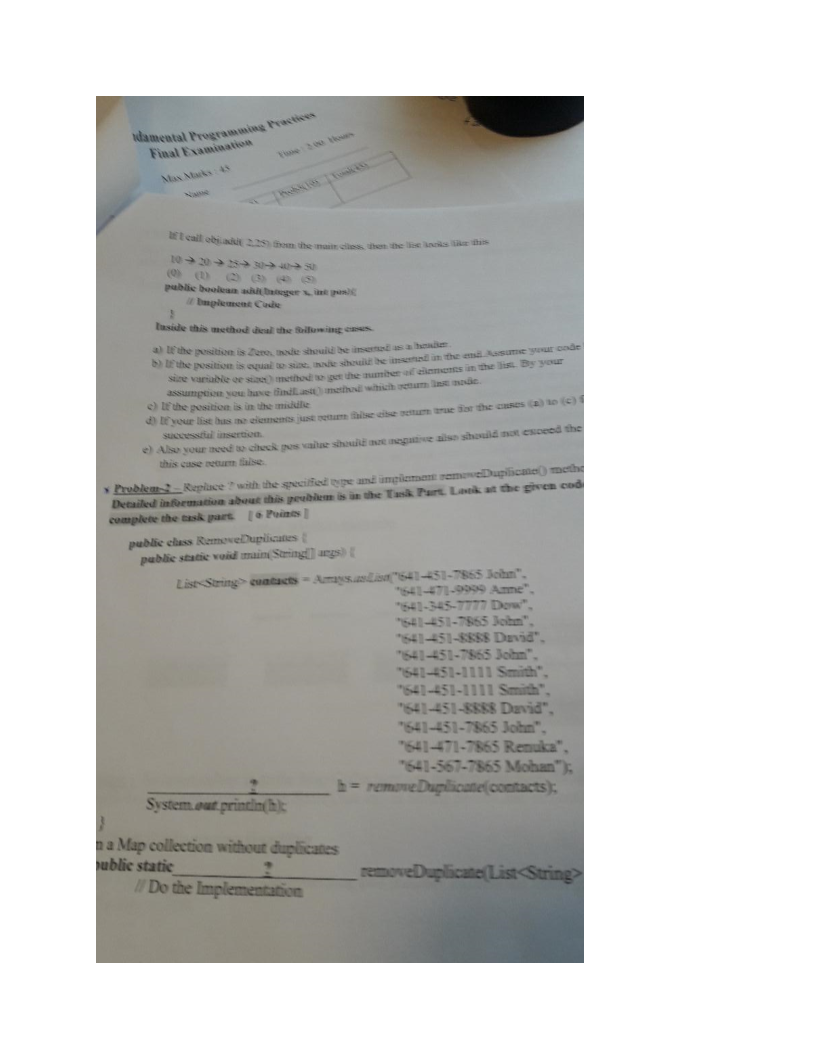 damental Programming Practices
Final Examination
Max Marks : 45
Time : 2.00 Hours
Name
If I call obj.add( 2,25) from the main class, then the list looks like this
10 → 20 → 25→ 30→ 40→ 50
(0) (1) (2) (3) (4) (5)
public boolean add(Integer x, int pos){
// Implement Code
}
Inside this method deal the following cases.
a) If the position is Zero, node should be inserted as a header.
b) If the position is equal to size, node should be inserted in the end. Assume your code
size variable or size() method to get the number of elements in the list. By your
assumption you have findLast() method which return last node.
c) If the position is in the middle
d) If your list has no elements just return false else return true for the cases (a) to (c) f
successful insertion.
e) Also your need to check pos value should not negative also should not exceed the
this case return false.
Problem-2 – Replace ? with the specified type and implement removeDuplicate() metho
Detailed information about this problem is in the Task Part. Look at the given code
complete the task part. [ 6 Points ]
public class RemoveDuplicates {
public static void main(String[] args) {
List<String> contacts = Arrays.asList("641-451-7865 John",
"641-471-9999 Anne",
"641-345-7777 Dow",
"641-451-7865 John",
"641-451-8888 David",
"641-451-7865 John",
"641-451-1111 Smith",
"641-451-1111 Smith",
"641-451-8888 David",
"641-451-7865 John",
"641-471-7865 Renuka",
"641-567-7865 Mohan");
? h = removeDuplicate(contacts);
System.out.println(h);
}
n a Map collection without duplicates
public static ? removeDuplicate(List<String>
// Do the Implementation